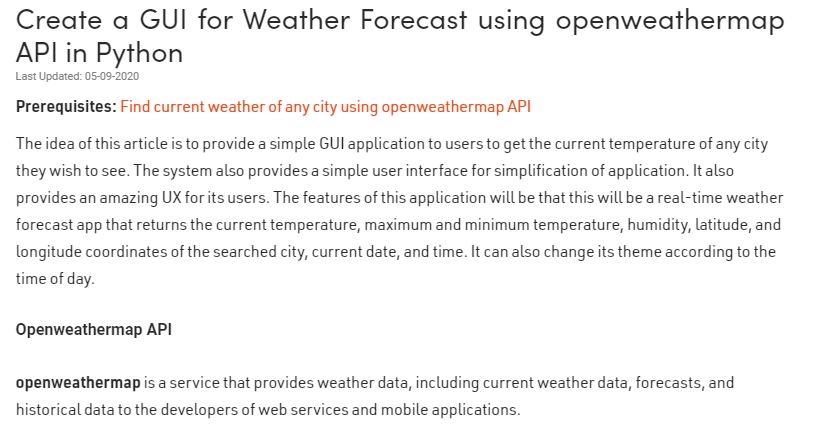 Create a GUI for Weather Forecast using openweathermap
API in Python
Last Updated: 05-09-2020
Prerequisites: Find current weather of any city using openweathermap API
The idea of this article is to provide a simple GUI application to users to get the current temperature of any city
they wish to see. The system also provides a simple user interface for simplification of application. It also
provides an amazing UX for its users. The features of this application will be that this will be a real-time weather
forecast app that returns the current temperature, maximum and minimum temperature, humidity, latitude, and
longitude coordinates of the searched city, current date, and time. It can also change its theme according to the
time of day.
Openweathermap API
openweathermap is a service that provides weather data, including current weather data, forecasts, and
historical data to the developers of web services and mobile applications.